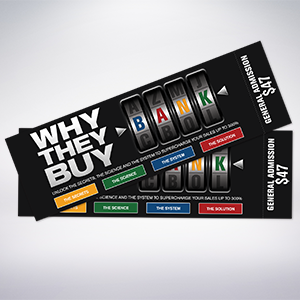 WHY
THEY
BUY
BANK
UNLOCK THE SECRETS, THE SCIENCE AND THE SYSTEM TO SUPERCHARGE YOUR SALES UP TO 300%
THE SECRETS
THE SCIENCE
THE SYSTEM
THE SOLUTION
GENERAL ADMISSION
$47
THE SCIENCE AND THE SYSTEM TO SUPERCHARGE YOUR SALES UP TO 300%
THE SECRETS
THE SCIENCE
THE SYSTEM
THE SOLUTION
GENERAL ADMISSION
$47